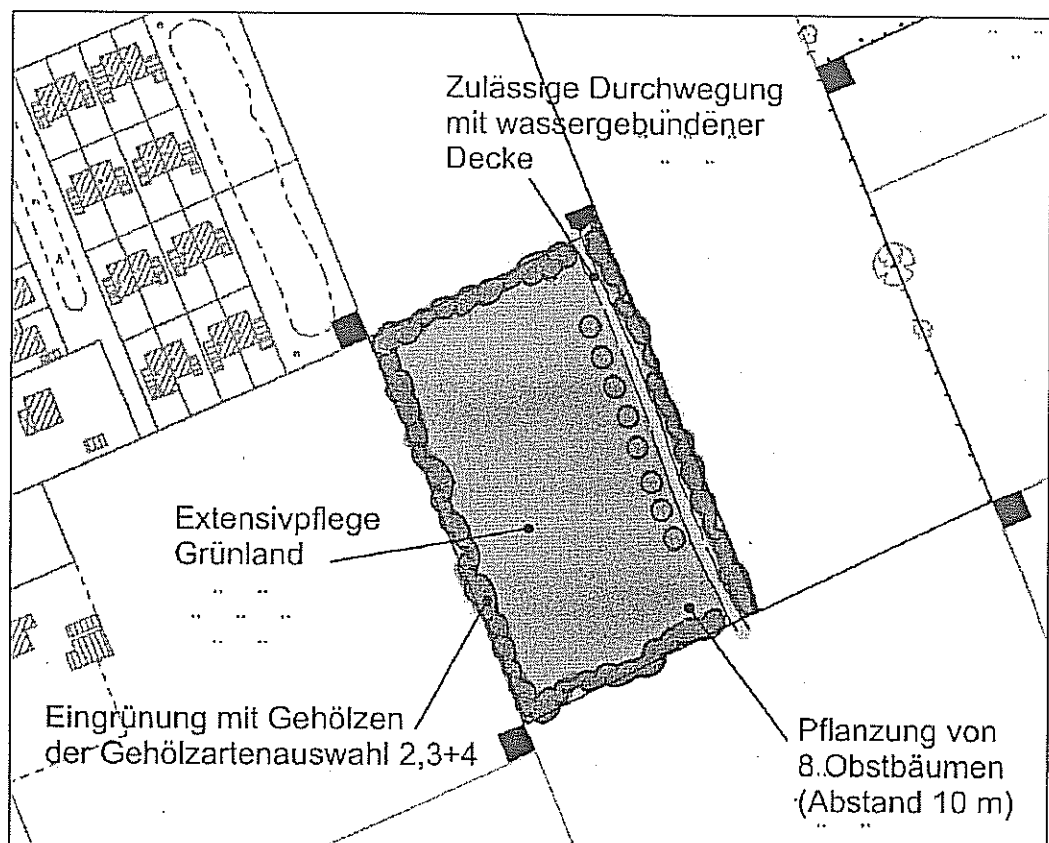 Zulässige Durchwegung
mit wassergebundener
Decke
Extensivpflege
Grünland
Eingrünung mit Gehölzen
der Gehölzartenauswahl 2,3+4
Pflanzung von
8 Obstbäumen
(Abstand 10 m)